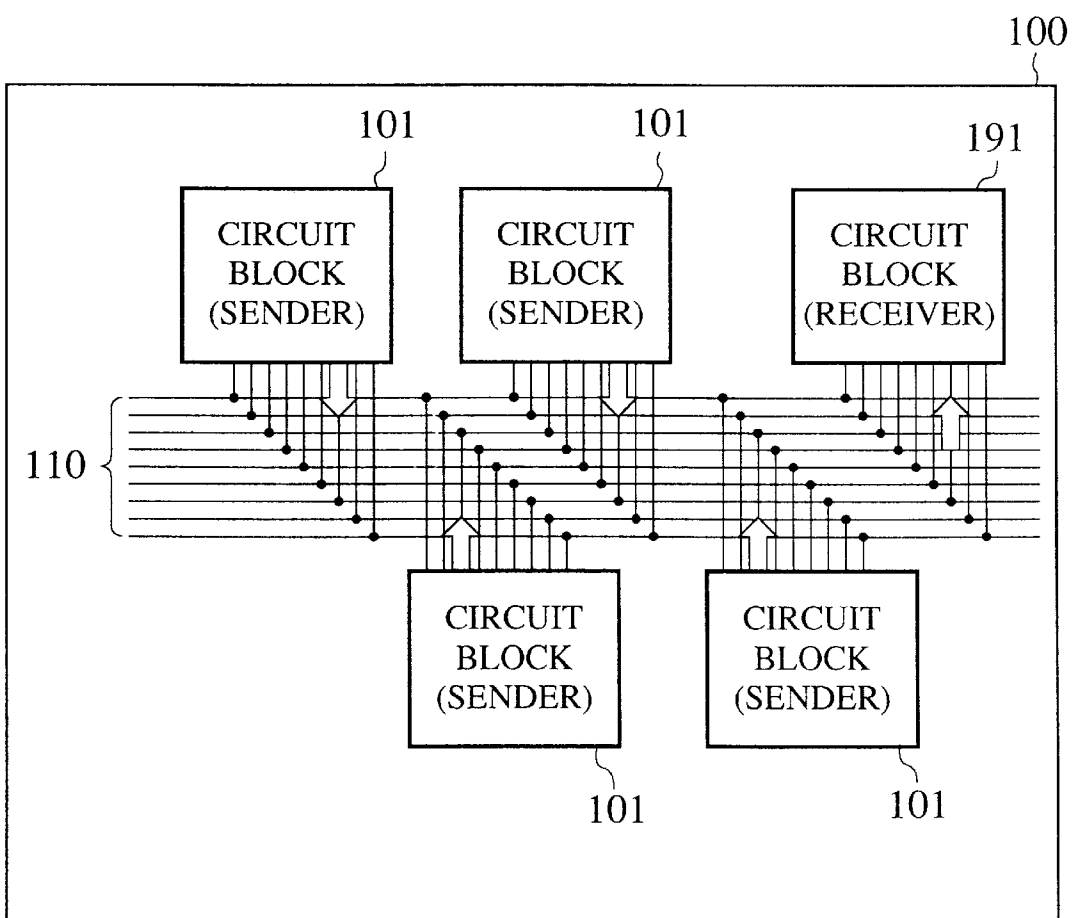 100
101
101
191
CIRCUIT
BLOCK
(SENDER)
CIRCUIT
BLOCK
(SENDER)
CIRCUIT
BLOCK
(RECEIVER)
110
CIRCUIT
BLOCK
(SENDER)
CIRCUIT
BLOCK
(SENDER)
101
101